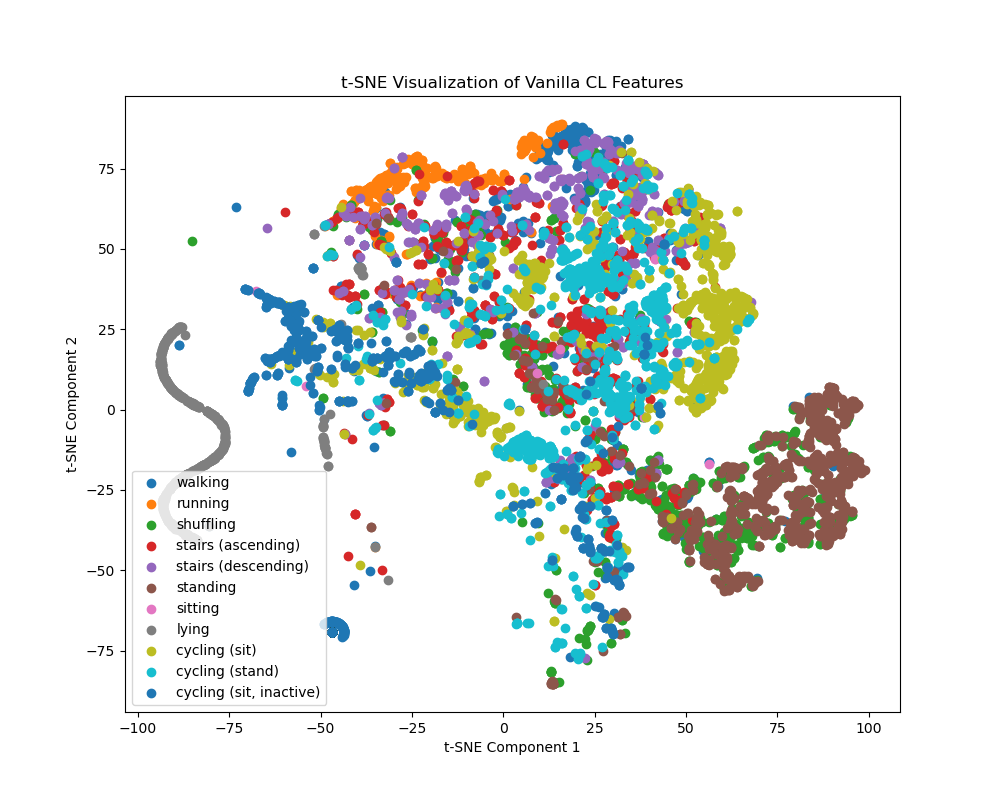 t-SNE Visualization of Vanilla CL Features
t-SNE Component 2
75
50
25
0
−25
−50
−75
walking
running
shuffling
stairs (ascending)
stairs (descending)
standing
sitting
lying
cycling (sit)
cycling (stand)
cycling (sit, inactive)
−100
−75
−50
−25
0
25
50
75
100
t-SNE Component 1